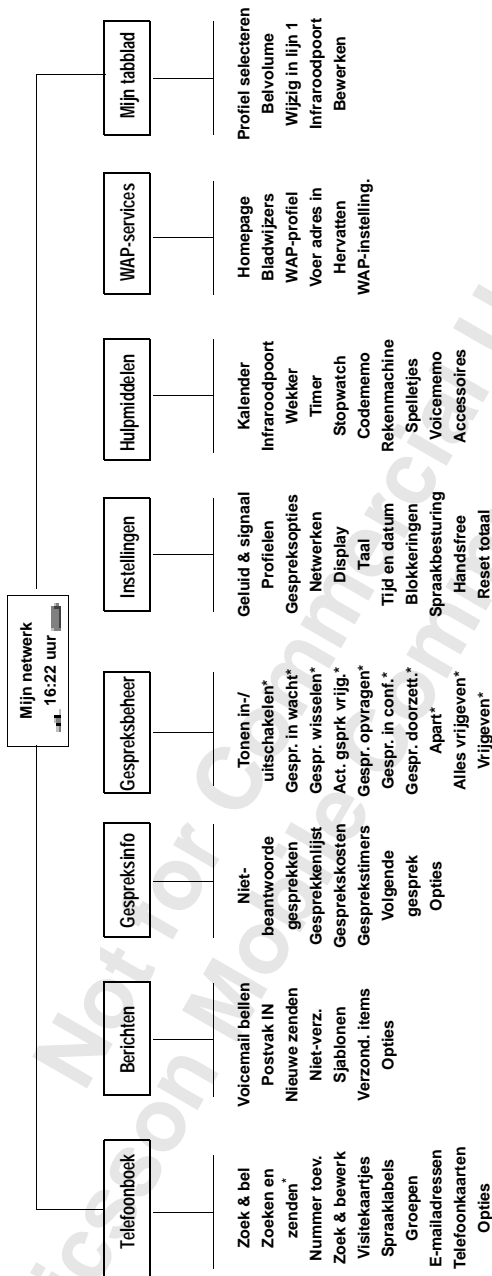 Mijn netwerk
16:22 uur
Telefoonboek
Zoek & bel
Zoeken en
zenden*
Nummer toev.
Zoek & bewerk
Visitekaartjes
Spraaklabels
Groepen
E-mailadressen
Telefoonkaarten
Opties
Berichten
Voicemail bellen
Postvak IN
Nieuwe zenden
Niet-verz.
Sjablonen
Verzond. items
Opties
Gespreksinfo
Niet-
beantwoorde
gesprekken
Gesprekkenlijst
Gesprekskosten
Gesprekstimers
Volgende
gesprek
Opties
Gespreksbeheer
Tonen in-/
uitschakelen*
Gespr. in wacht*
Gespr. wisselen*
Act. gsprk vrijg.*
Gespr. opvragen*
Gespr. in conf.*
Gespr. doorzett.*
Apart*
Alles vrijgeven*
Vrijgeven*
Instellingen
Geluid & signaal
Profielen
Gespreksopties
Netwerken
Display
Taal
Tijd en datum
Blokkeringen
Spraakbesturing
Handsfree
Reset totaal
Hulpmiddelen
Kalender
Infraroodpoort
Wekker
Timer
Stopwatch
Codememo
Rekenmachine
Spelletjes
Voicememo
Accessoires
WAP-services
Homepage
Bladwijzers
WAP-profiel
Voer adres in
Hervatten
WAP-instelling.
Mijn tabblad
Profiel selecteren
Belvolume
Wijzig in lijn 1
Infraroodpoort
Bewerken
Not for Commercial U
icsson Mobile Comm